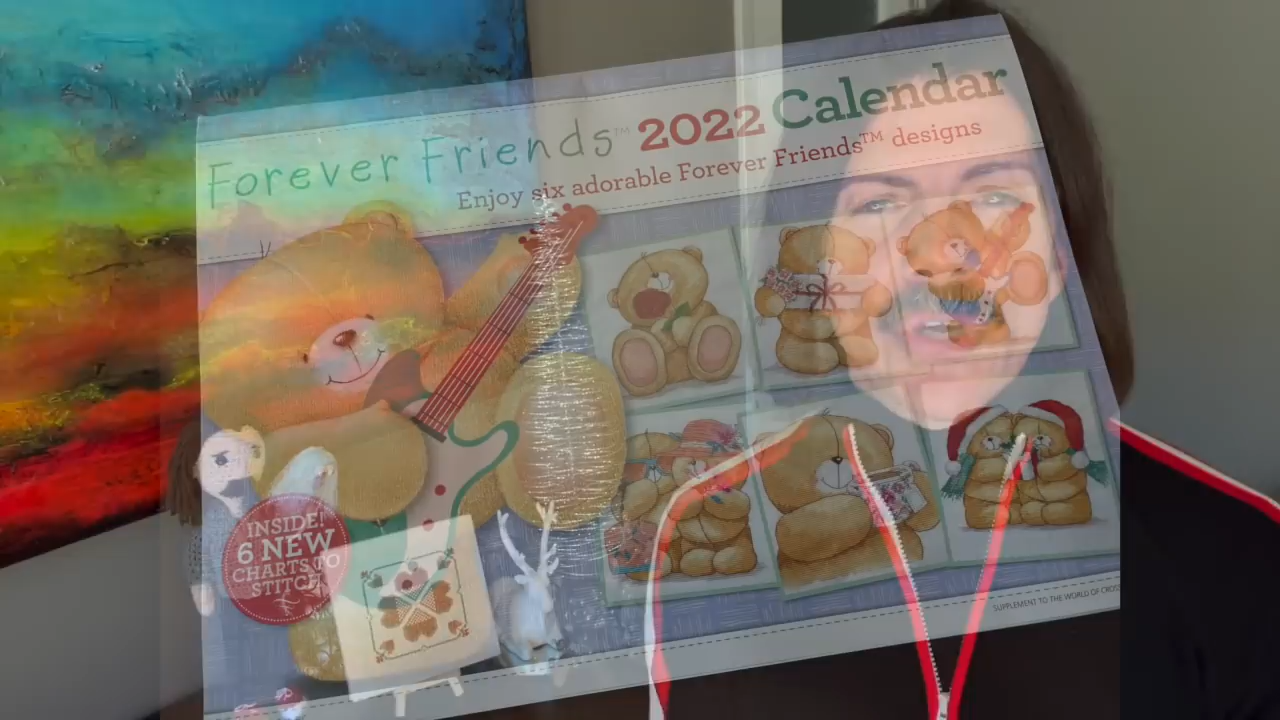 Forever Friends™ 2022 Calendar
Enjoy six adorable Forever Friends™ designs
INSIDE!
6 NEW
CHARTS TO
STITCH
SUPPLEMENT TO THE WORLD OF CROSS